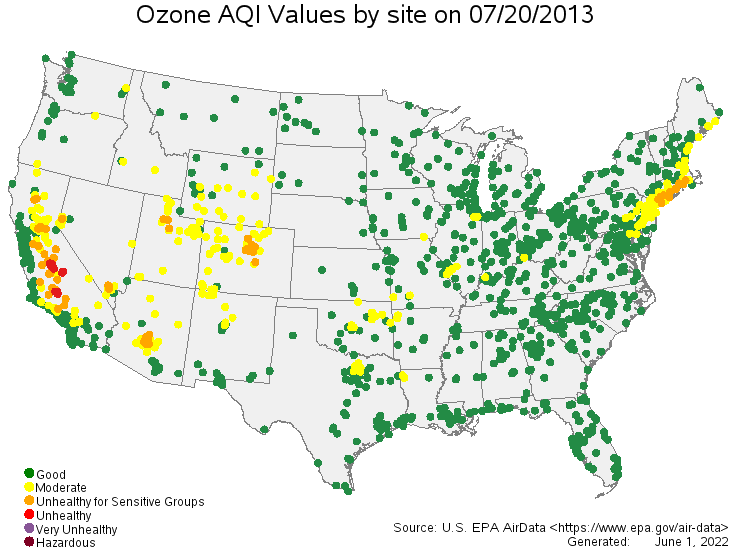 Ozone AQI Values by site on 07/20/2013
Good
Moderate
Unhealthy for Sensitive Groups
Unhealthy
Very Unhealthy
Hazardous
Source: U.S. EPA AirData <https://www.epa.gov/air-data>
Generated: June 1, 2022